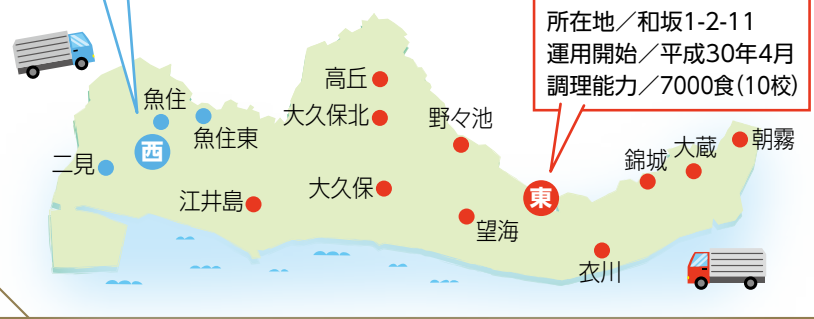 所在地／和坂1-2-11
運用開始／平成30年4月
調理能力／7000食(10校)
高丘
魚住
大久保北
野々池
魚住東
朝霧
大蔵
西
錦城
二見
大久保
東
江井島
望海
衣川